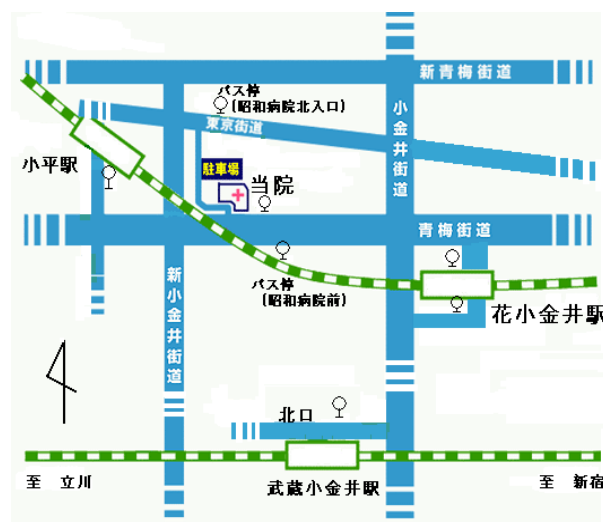 新青梅街道
バス停
(昭和病院北入口)
東京街道
小金井街道
小平駅
駐車場
当院
青梅街道
バス停
(昭和病院前)
新小金井街道
花小金井駅
北口
武蔵小金井駅
至 立川
至 新宿